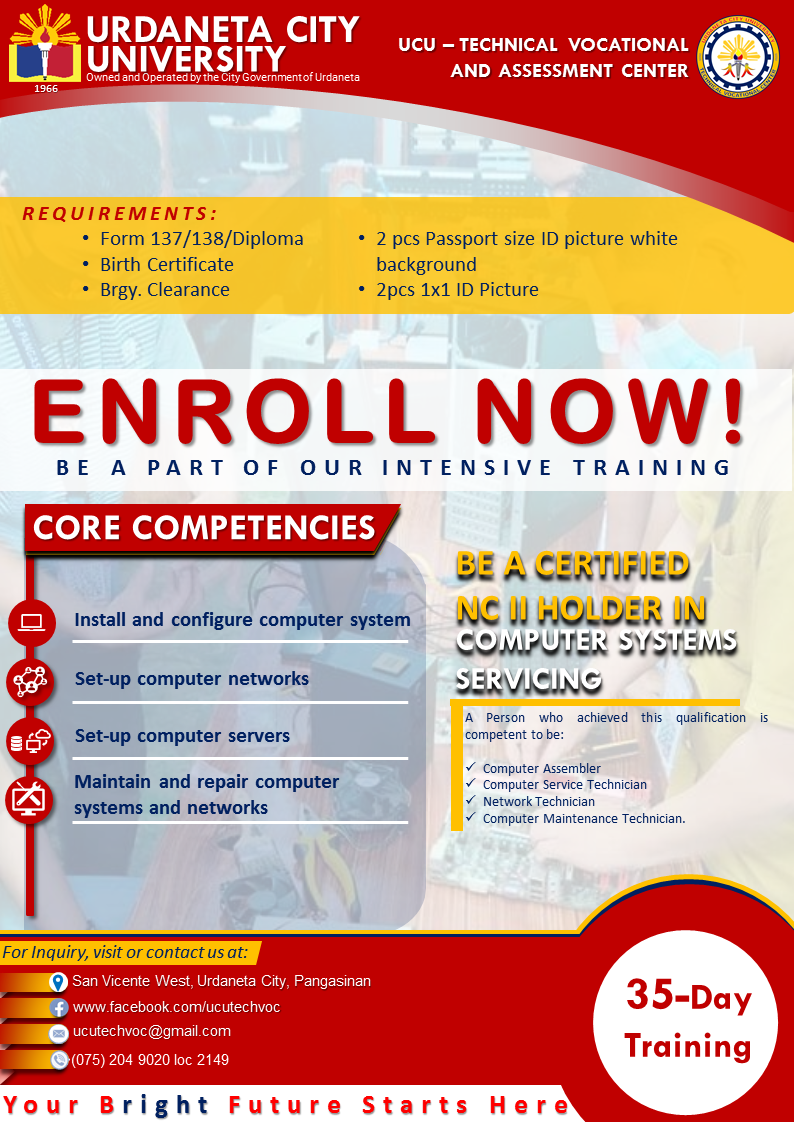 URDANETA CITY
UNIVERSITY
Owned and Operated by the City Government of Urdaneta
1966
UCU – TECHNICAL VOCATIONAL
AND ASSESSMENT CENTER
REQUIREMENTS:
• Form 137/138/Diploma
• Birth Certificate
• Brgy. Clearance
• 2 pcs Passport size ID picture white
background
• 2pcs 1x1 ID Picture
ENROLL NOW!
BE A PART OF OUR INTENSIVE TRAINING
CORE COMPETENCIES
Install and configure computer system
Set-up computer networks
Set-up computer servers
Maintain and repair computer
systems and networks
BE A CERTIFIED
NC II HOLDER IN
COMPUTER SYSTEMS
SERVICING
A Person who achieved this qualification is
competent to be:
✓ Computer Assembler
✓ Computer Service Technician
✓ Network Technician
✓ Computer Maintenance Technician.
For Inquiry, visit or contact us at:
San Vicente West, Urdaneta City, Pangasinan
www.facebook.com/ucutechvoc
ucutechvoc@gmail.com
(075) 204 9020 loc 2149
35-Day
Training
Your Bright Future Starts Here